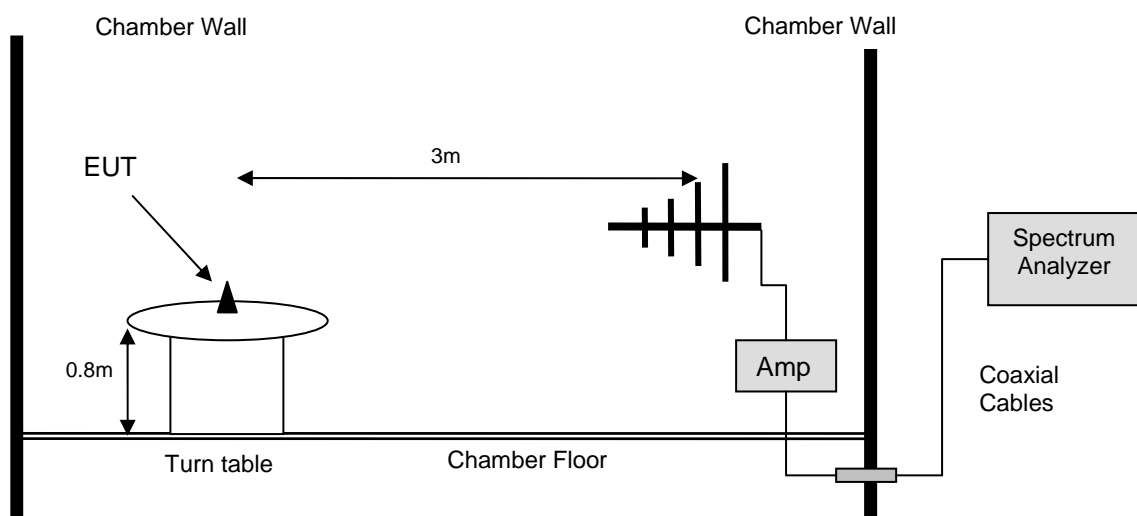 Chamber Wall
Chamber Wall
3m
EUT
Spectrum
Analyzer
0.8m
Amp
Coaxial
Cables
Turn table
Chamber Floor